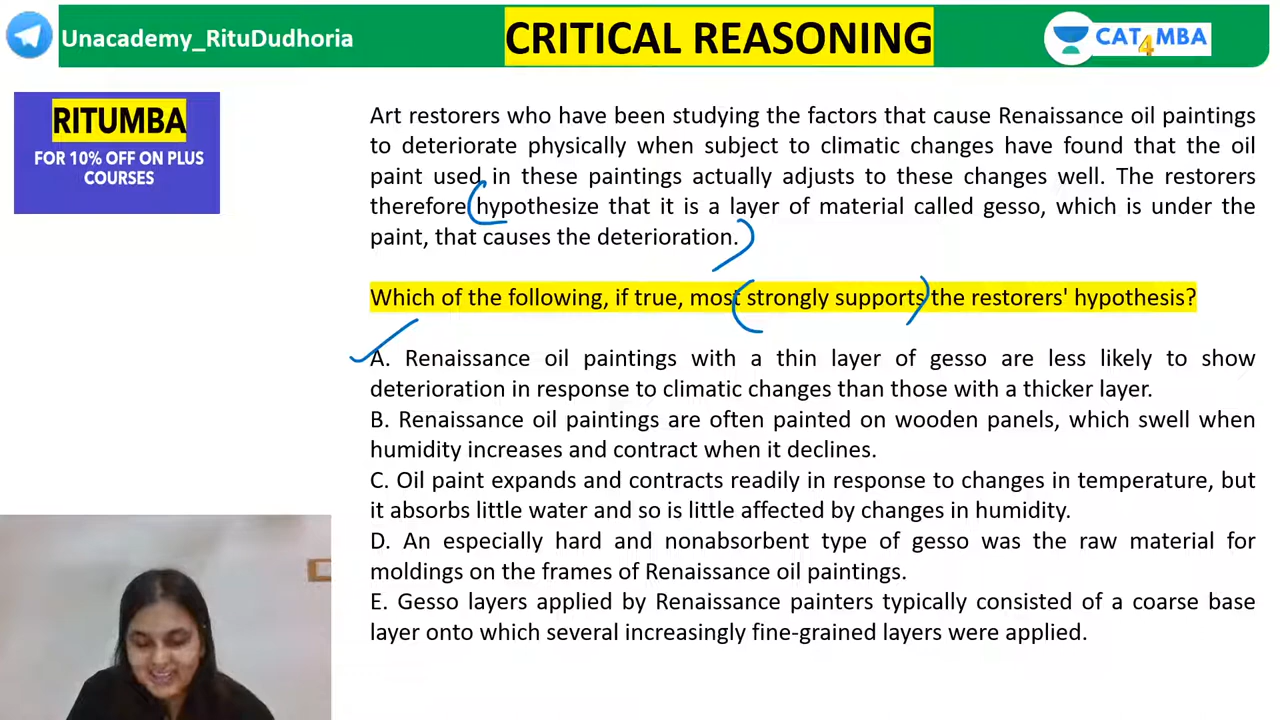 Unacademy_RituDudhoria
CRITICAL REASONING
CAT4MBA
RITUMBA
FOR 10% OFF ON PLUS
COURSES
Art restorers who have been studying the factors that cause Renaissance oil paintings
to deteriorate physically when subject to climatic changes have found that the oil
paint used in these paintings actually adjusts to these changes well. The restorers
therefore hypothesize that it is a layer of material called gesso, which is under the
paint, that causes the deterioration.
Which of the following, if true, most strongly supports the restorers' hypothesis?
A. Renaissance oil paintings with a thin layer of gesso are less likely to show
deterioration in response to climatic changes than those with a thicker layer.
B. Renaissance oil paintings are often painted on wooden panels, which swell when
humidity increases and contract when it declines.
C. Oil paint expands and contracts readily in response to changes in temperature, but
it absorbs little water and so is little affected by changes in humidity.
D. An especially hard and nonabsorbent type of gesso was the raw material for
moldings on the frames of Renaissance oil paintings.
E. Gesso layers applied by Renaissance painters typically consisted of a coarse base
layer onto which several increasingly fine-grained layers were applied.